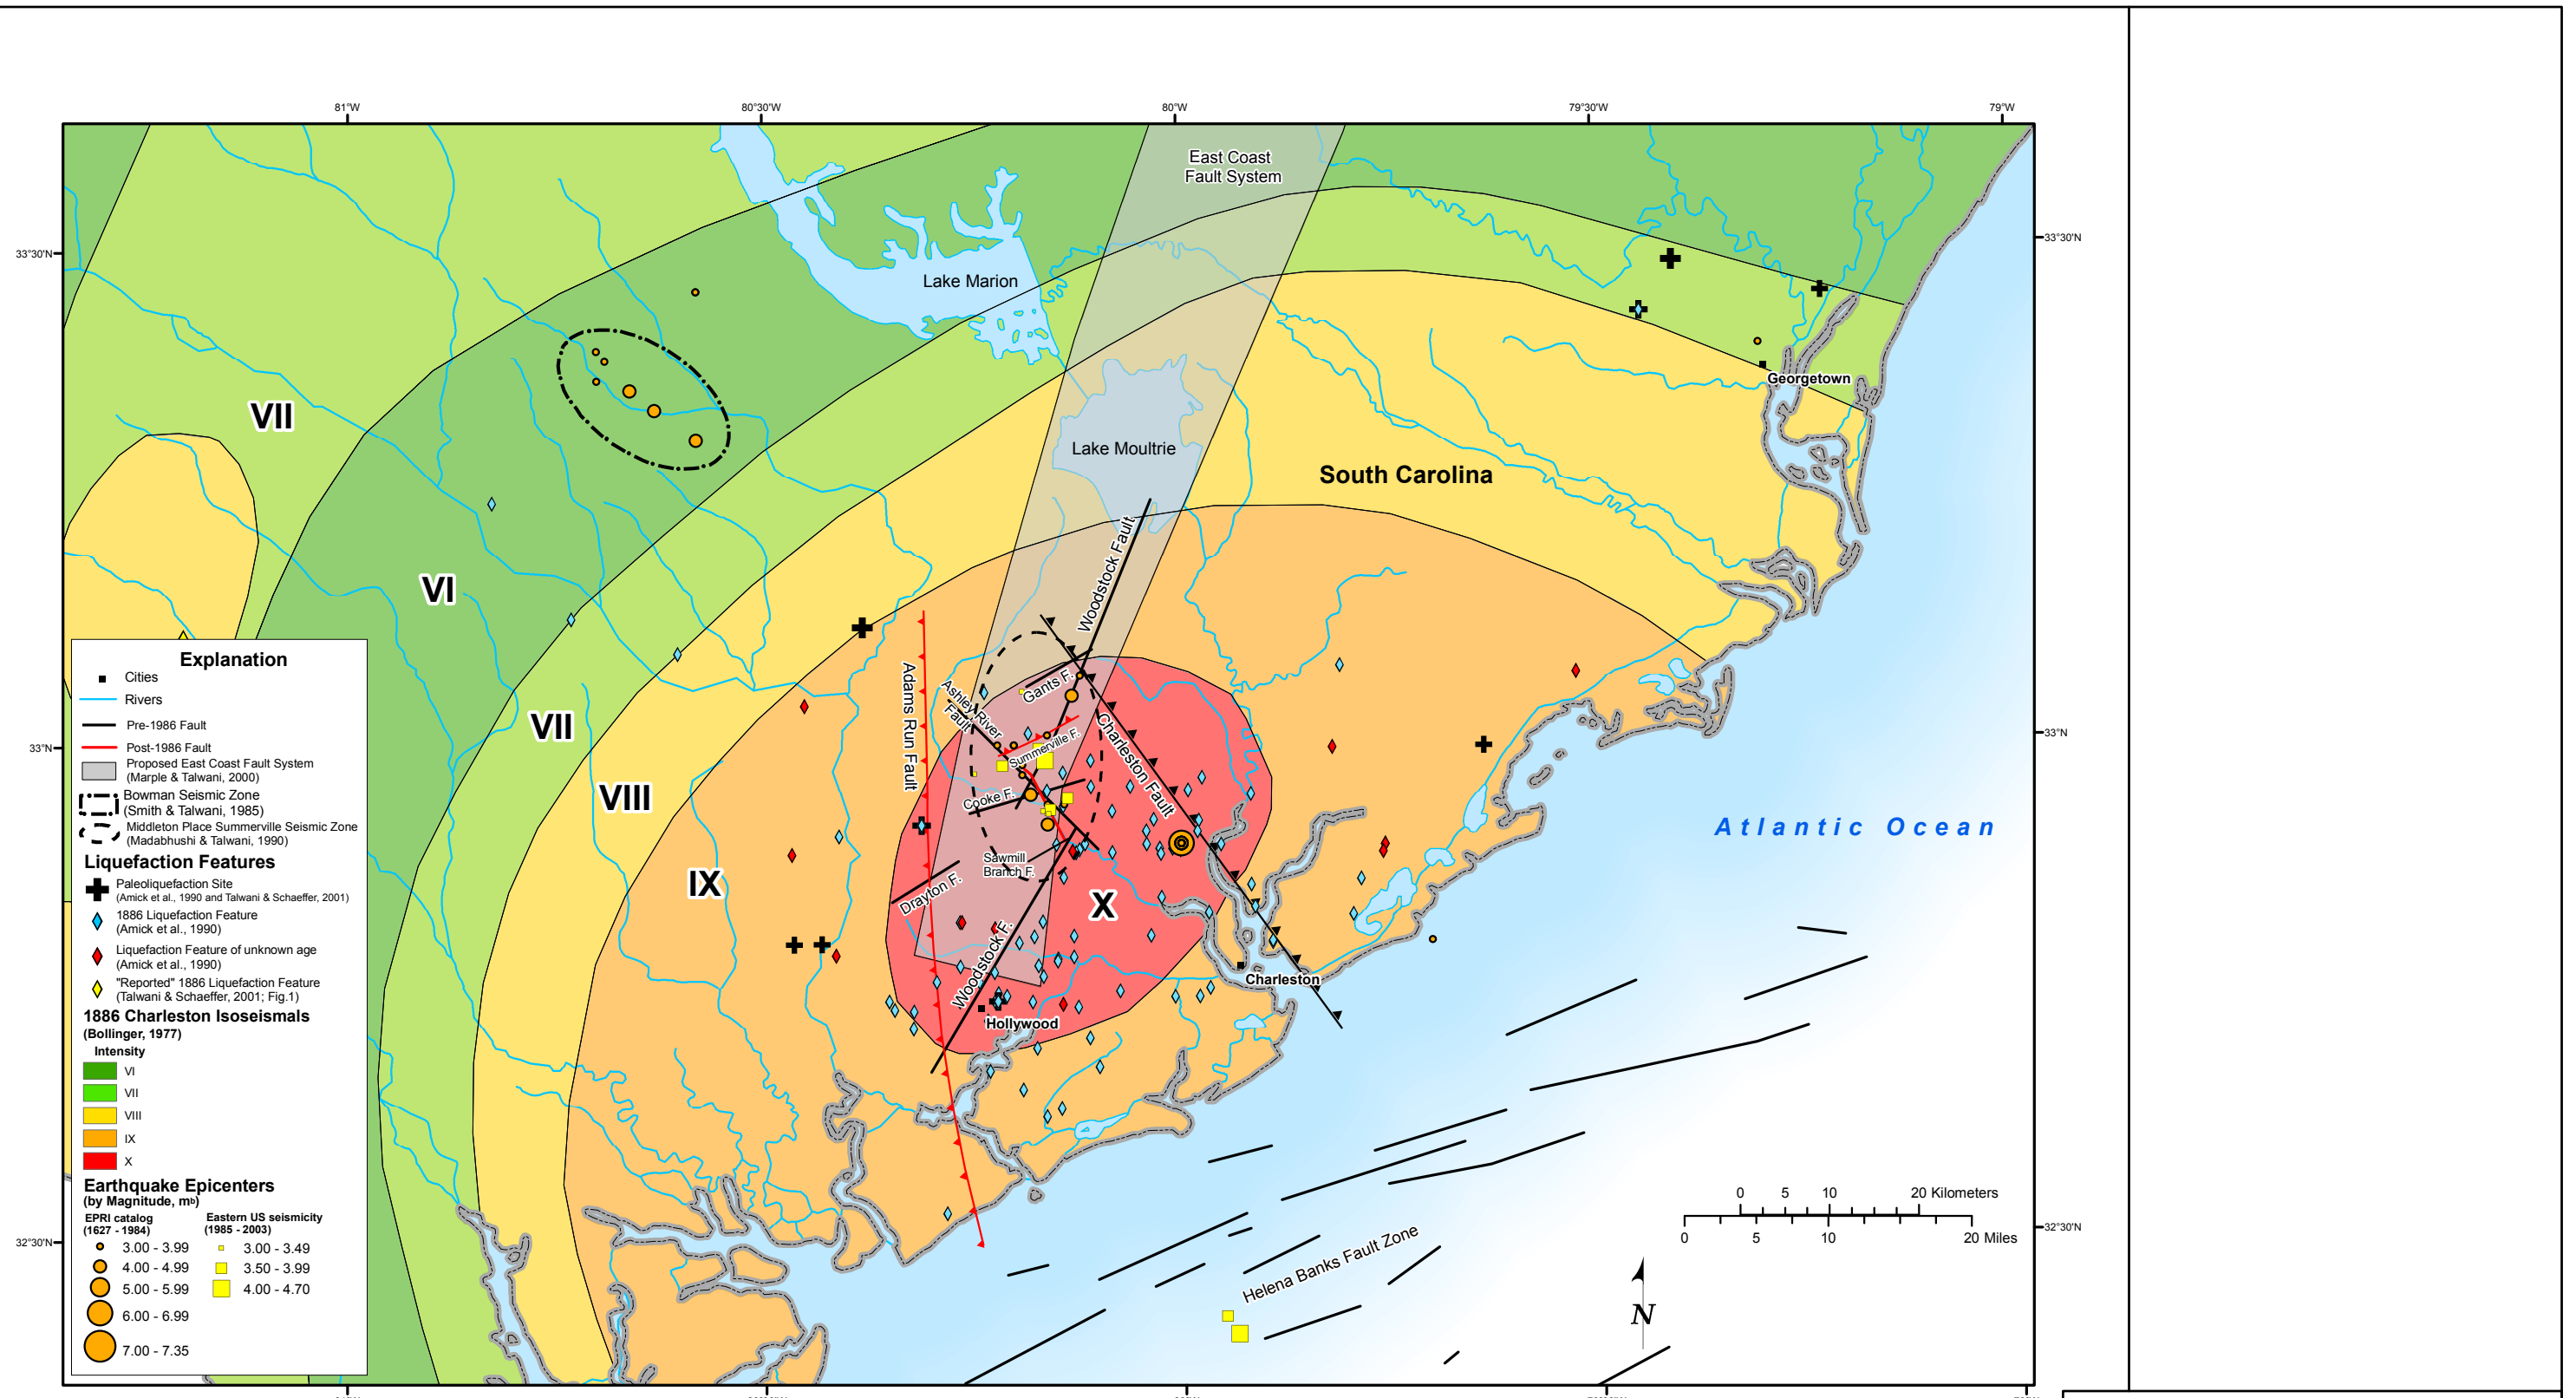 81°W
80°30'W
80°W
79°30'W
79°W
East Coast
Fault System
33°30'N
33°30'N
Lake Marion
Georgetown
VII
Lake Moultrie
South Carolina
Woodstock Fault
VI
Explanation
Cities
Rivers
Pre-1986 Fault
Post-1986 Fault
Proposed East Coast Fault System
(Marple & Talwani, 2000)
Bowman Seismic Zone
(Smith & Talwani, 1985)
Middleton Place Summerville Seismic Zone
(Madabhushi & Talwani, 1990)
Liquefaction Features
Paleoliquefaction Site
(Amick et al., 1990 and Talwani & Schaeffer, 2001)
1886 Liquefaction Feature
(Amick et al., 1990)
Liquefaction Feature of unknown age
(Amick et al., 1990)
"Reported" 1886 Liquefaction Feature
(Talwani & Schaeffer, 2001; Fig.1)
1886 Charleston Isoseismals
(Bollinger, 1977)
Intensity
VI
VII
VIII
IX
X
Earthquake Epicenters
(by Magnitude, mb)
EPRI catalog
(1627 - 1984)
3.00 - 3.99
4.00 - 4.99
5.00 - 5.99
6.00 - 6.99
7.00 - 7.35
Eastern US seismicity
(1985 - 2003)
3.00 - 3.49
3.50 - 3.99
4.00 - 4.70
Adams Run Fault
Ashley River
Fault
Gants F.
Charleston Fault
Summerville F.
33°N
33°N
VII
VIII
Cooke F.
Atlantic Ocean
Sawmill
Branch F.
IX
Drayton F.
X
Woodstock F.
Charleston
Hollywood
0 5 10 20 Kilometers
0 5 10 20 Miles
32°30'N
32°30'N
Helena Banks Fault Zone
N